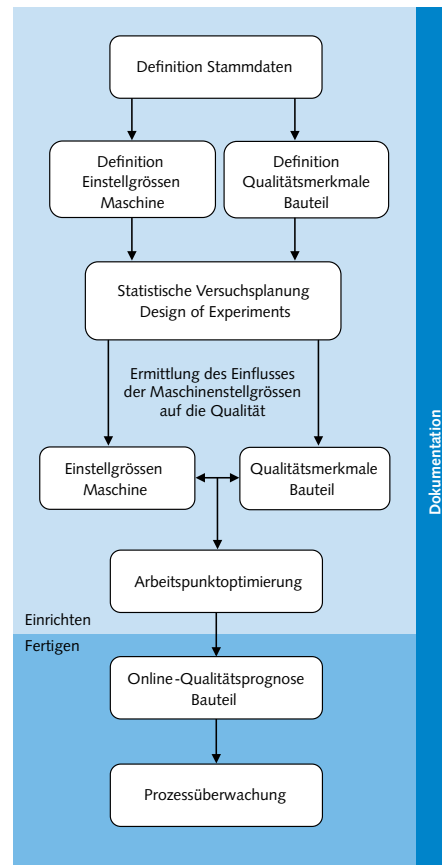 Definition Stammdaten
Definition
Einstellgrössen
Maschine
Definition
Qualitätsmerkmale
Bauteil
Statistische Versuchsplanung
Design of Experiments
Ermittlung des Einflusses
der Maschinenstellgrössen
auf die Qualität
Einstellgrössen
Maschine
Qualitätsmerkmale
Bauteil
Arbeitspunktoptimierung
Einrichten
Fertigen
Online-Qualitätsprognose
Bauteil
Prozessüberwachung
Dokumentation